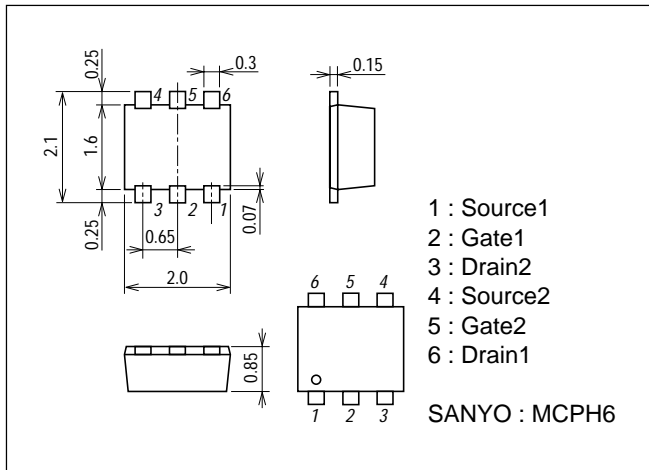 0.25
0.3
0.15
4 5 6
2.1
1.6
3 2 1
0.25
0.65
0.07
2.0
1 : Source1
2 : Gate1
3 : Drain2
4 : Source2
5 : Gate2
6 : Drain1
6 5 4
0.85
1 2 3
SANYO : MCPH6